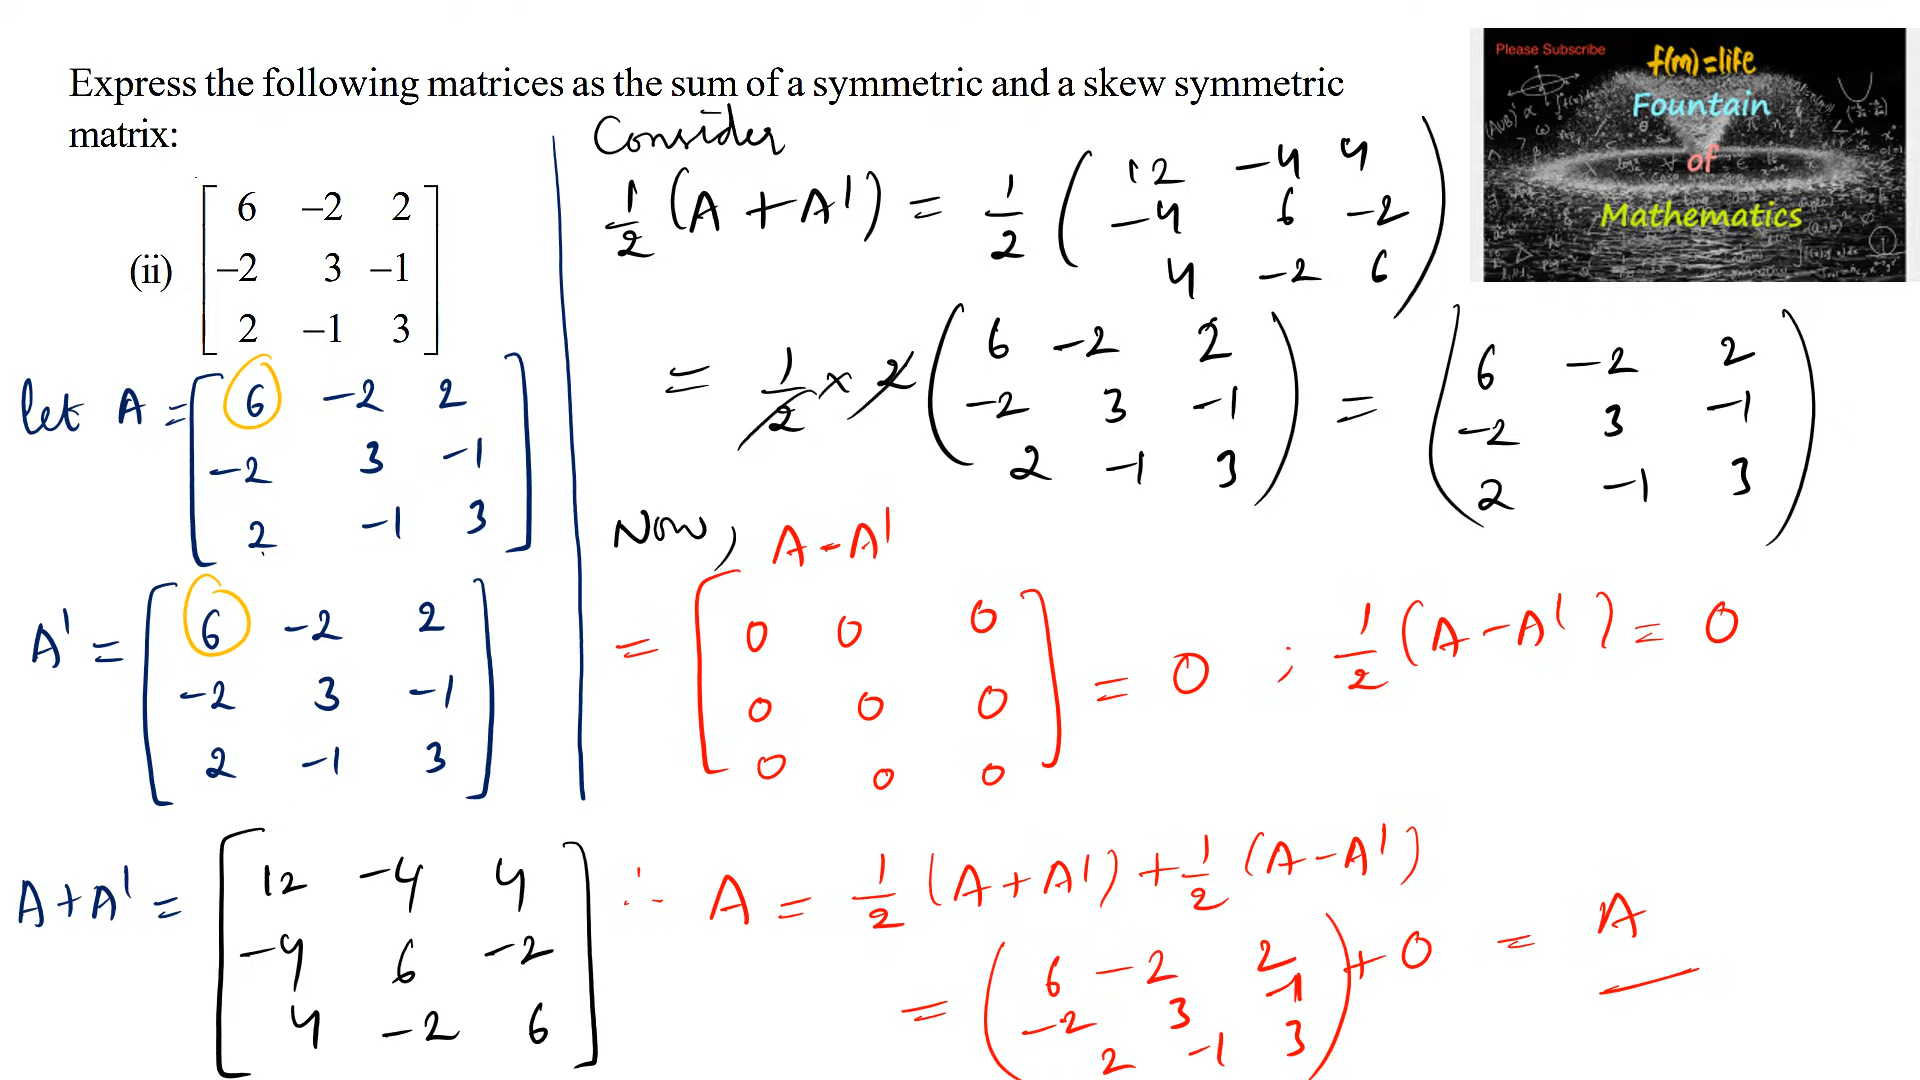 Express the following matrices as the sum of a symmetric and a skew symmetric
matrix:
(ii)
6 –2 2
–2 3 –1
2 –1 3
let A =
6 -2 2
-2 3 -1
2 -1 3
A' =
6 -2 2
-2 3 -1
2 -1 3
A+A' =
12 -4 4
-4 6 -2
4 -2 6
Consider
1/2 (A + A') = 1/2
12 -4 4
-4 6 -2
4 -2 6
= 1/2 × 2
6 -2 2
-2 3 -1
2 -1 3
=
6 -2 2
-2 3 -1
2 -1 3
Now, A - A'
=
0 0 0
0 0 0
0 0 0
= 0 ; 1/2 (A - A') = 0
∴ A = 1/2 (A + A') + 1/2 (A - A')
=
6 -2 2
-2 3 -1
2 -1 3
+ 0 = A
Please Subscribe
f(m)=life
Fountain
of
Mathematics